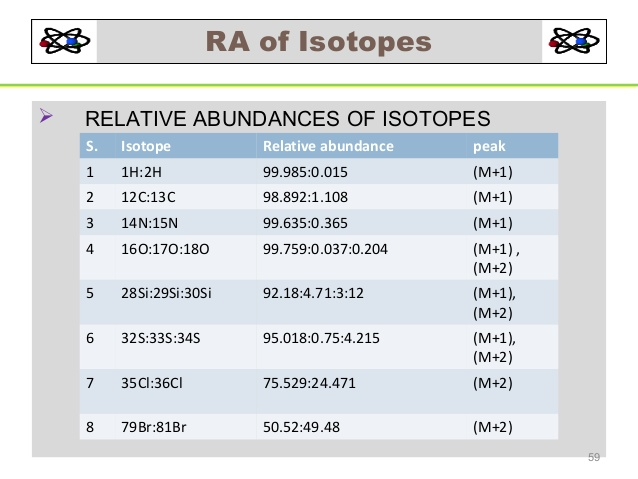 RA of Isotopes
RELATIVE ABUNDANCES OF ISOTOPES
S. Isotope Relative abundance peak
1 1H:2H 99.985:0.015 (M+1)
2 12C:13C 98.892:1.108 (M+1)
3 14N:15N 99.635:0.365 (M+1)
4 16O:17O:18O 99.759:0.037:0.204 (M+1) ,
(M+2)
5 28Si:29Si:30Si 92.18:4.71:3:12 (M+1),
(M+2)
6 32S:33S:34S 95.018:0.75:4.215 (M+1),
(M+2)
7 35Cl:36Cl 75.529:24.471 (M+2)
8 79Br:81Br 50.52:49.48 (M+2)
59